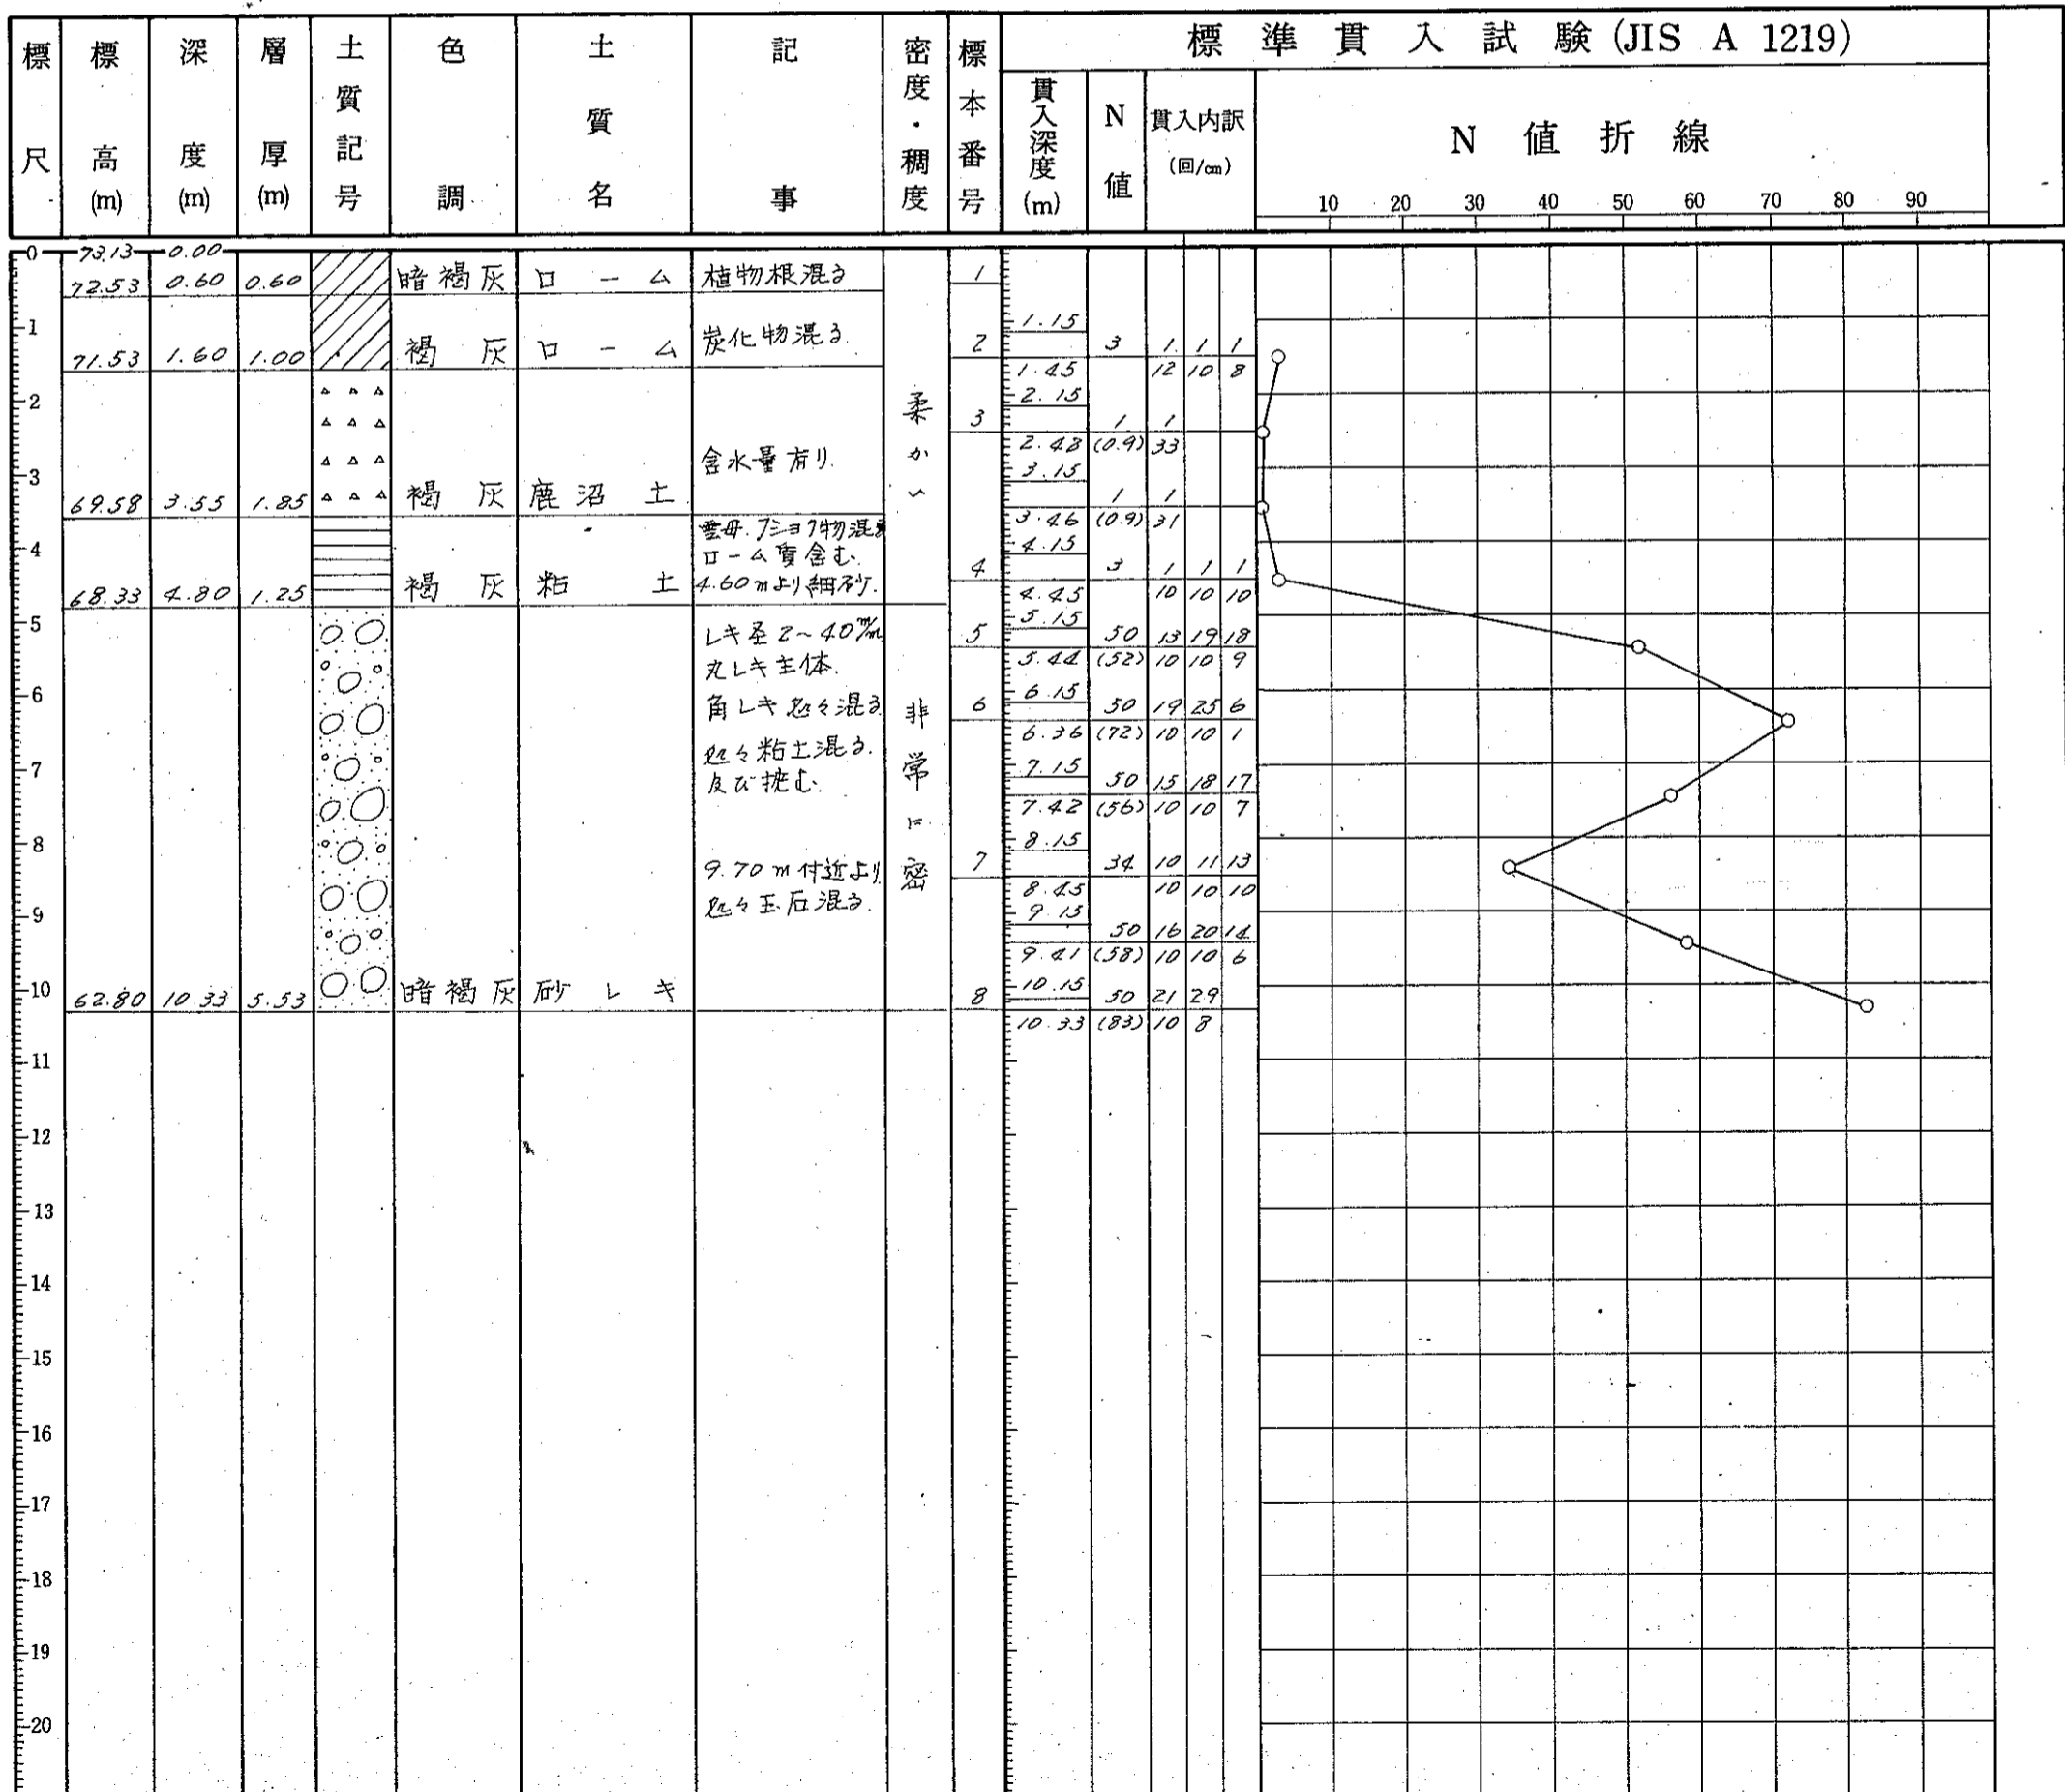 標準貫入試験 (JIS A 1219)
標尺 標高(m) 深度(m) 層厚(m) 土質記号 色調 土質名 記事 密度・稠度 標本番号 貫入深度(m) N値 貫入内訳(回/cm) N値折線
10 20 30 40 50 60 70 80 90
0 73.13 0.00
72.53 0.60 0.60 暗褐灰 ローム 植物根混る 1
1 1.15
71.53 1.60 1.00 褐灰 ローム 炭化物混る. 2 3 1 1 1
1.45 12 10 8
2 2.15
3 1 1
2.48 (0.9) 33
含水量有り.
3 3.15
69.58 3.55 1.85 褐灰 鹿沼土 1 1
3.46 (0.9) 31
柔かい
4 4.15
ローム質含む.
68.33 4.80 1.25 褐灰 粘土 4.60mより細砂. 4 3 1 1 1
4.45 10 10 10
5 5.15
レキ圣 2~40m/m 5 50 13 19 18
丸レキ主体. 5.44 (52) 10 10 9
6 6.15
角レキ処々混る. 6 50 19 25 6
6.36 (72) 10 10 1
処々粘土混る.
7 7.15
及び挟む. 50 15 18 17
7.42 (56) 10 10 7
非常に密
8 8.15
9.70m付近より 7 34 10 11 13
8.45 10 10 10
処々玉石混る.
9 9.15
50 16 20 14
9.41 (58) 10 10 6
10 10.15
62.80 10.33 5.53 暗褐灰 砂レキ 8 50 21 29
10.33 (83) 10 8
11
12
13
14
15
16
17
18
19
20